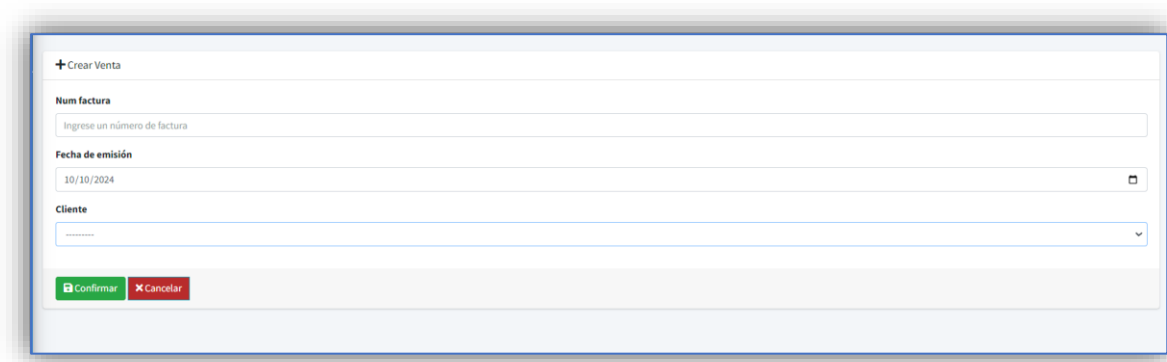 Crear Venta
Num factura
Ingrese un número de factura
Fecha de emisión
10/10/2024
Cliente
---------
Confirmar Cancelar